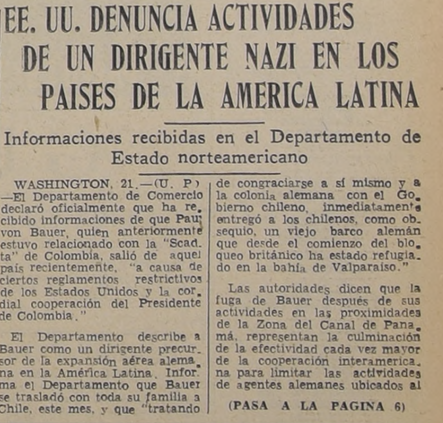 EE. UU. DENUNCIA ACTIVIDADES
DE UN DIRIGENTE NAZI EN LOS
PAISES DE LA AMERICA LATINA
Informaciones recibidas en el Departamento de
Estado norteamericano
WASHINGTON, 21.—(U. P)
—El Departamento de Comercio
declaró oficialmente que ha re-
cibido informaciones de que Paul
von Bauer, quien anteriormente
estuvo relacionado con la "Scad-
ta" de Colombia, salió de aquel
país recientemente, "a causa de
ciertos reglamentos restrictivos
de los Estados Unidos y la cor-
dial cooperación del Presidente
de Colombia."
El Departamento describe a
Bauer como un dirigente precur-
sor de la expansión aérea alema-
na en la América Latina. Infor-
ma el Departamento que Bauer
se trasladó con toda su familia a
Chile, este mes, y que "tratando
de congraciarse a sí mismo y a
la colonia alemana con el Go-
bierno chileno, inmediatament's
entregó a los chilenos, como ob-
sequio, un viejo barco alemán
que desde el comienzo del blo-
queo británico ha estado refugia-
do en la bahía de Valparaíso."
Las autoridades dicen que la
fuga de Bauer después de sus
actividades en las proximidades
de la Zona del Canal de Pana-
má, representan la culminación
de la efectividad cada vez mayor
de la cooperación interamerica-
na para limitar las actividades
de agentes alemanes ubicados al
(PASA A LA PAGINA 6)